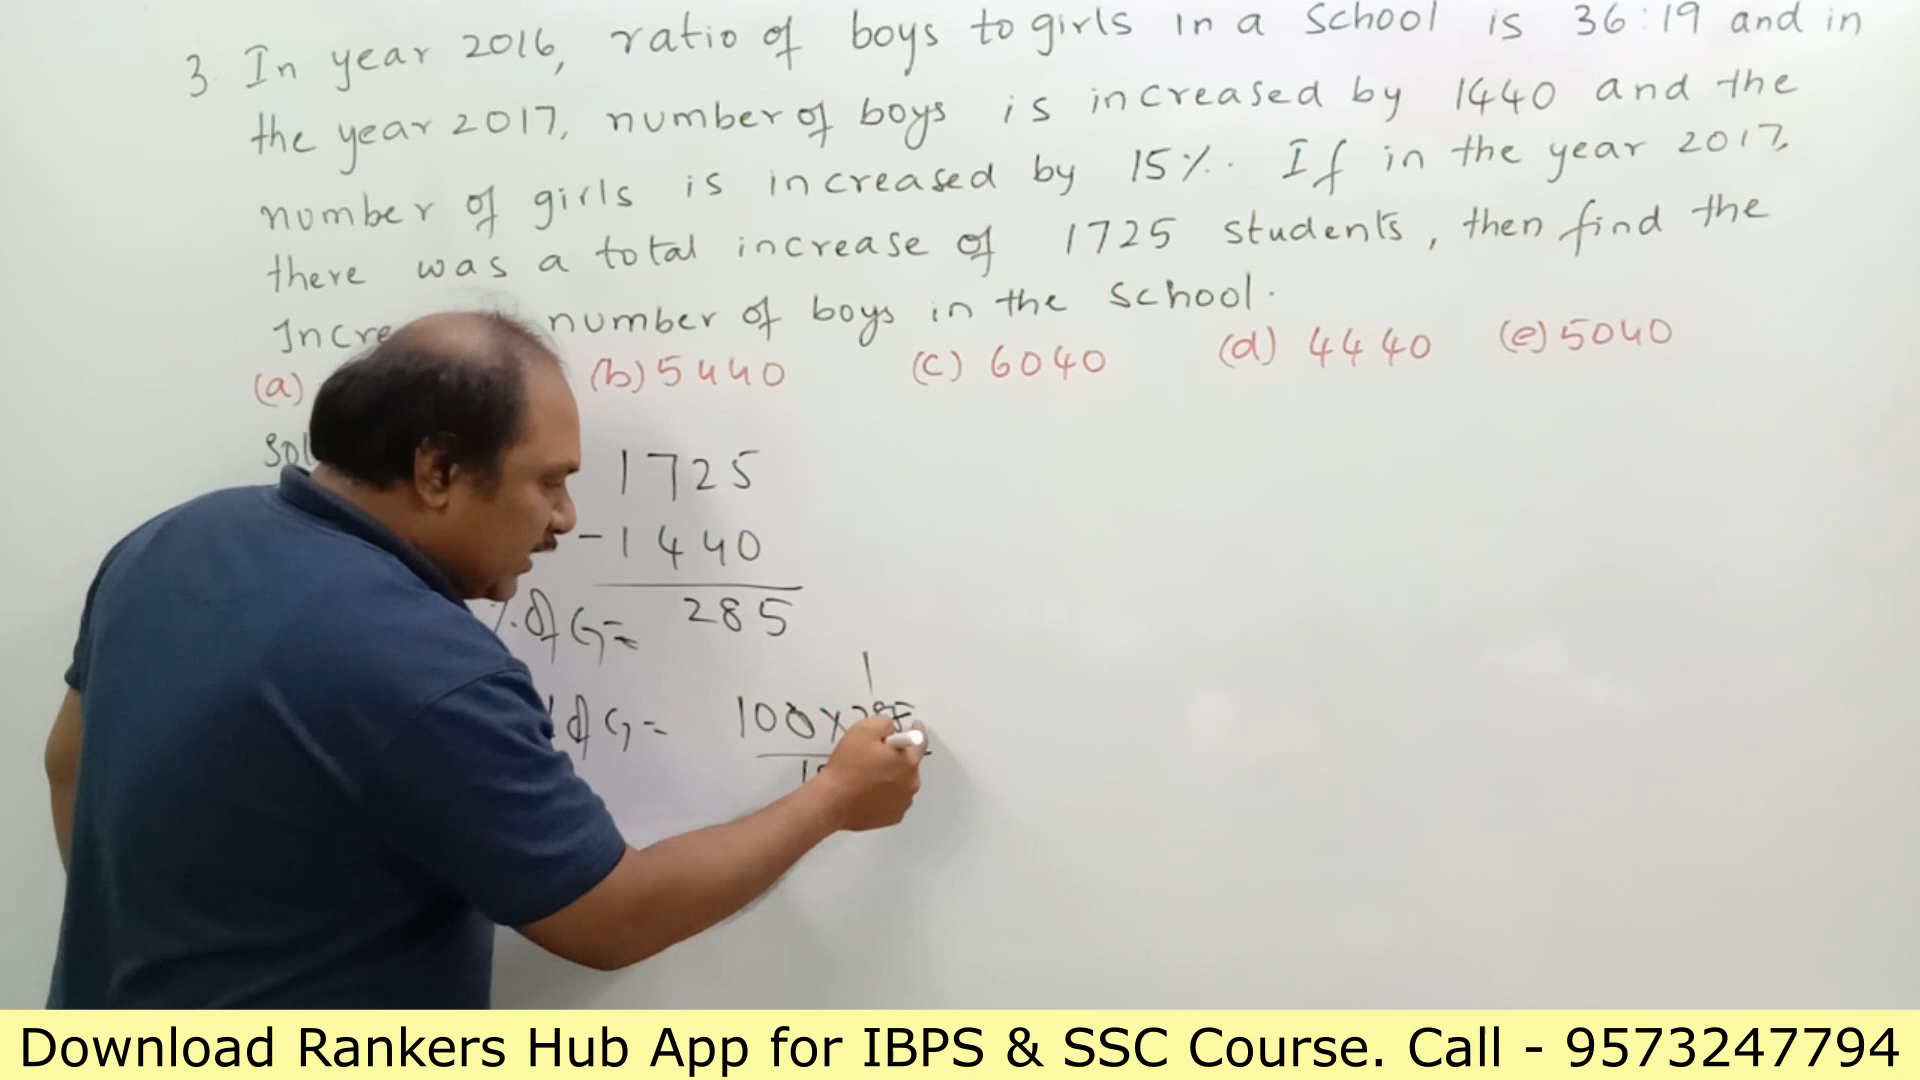 3. In year 2016, ratio of boys to girls in a school is 36:19 and in
the year 2017, number of boys is increased by 1440 and the
number of girls is increased by 15%. If in the year 2017,
there was a total increase of 1725 students, then find the
number of boys in the school.
(a) (b) 5440 (c) 6040 (d) 4440 (e) 5040
1725
-1440
% of G= 285
of G= 100x
Download Rankers Hub App for IBPS & SSC Course. Call - 9573247794